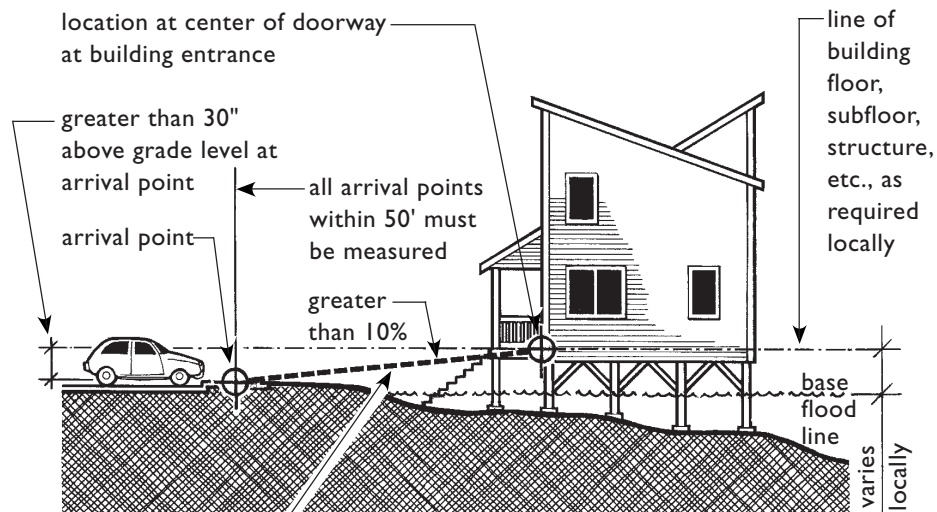 location at center of doorway
at building entrance
greater than 30"
above grade level at
arrival point
all arrival points
within 50' must
be measured
arrival point
greater
than 10%
line of
building
floor,
subfloor,
structure,
etc., as
required
locally
base
flood
line
varies
locally